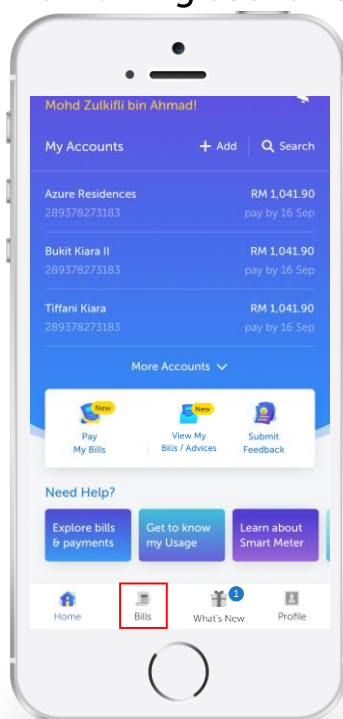 Mohd Zulkifli bin Ahmad!
My Accounts + Add Search
Azure Residences RM 1,041.90
289378273183 pay by 16 Sep
Bukit Kiara II RM 1,041.90
289378273183 pay by 16 Sep
Tiffani Kiara RM 1,041.90
289378273183 pay by 16 Sep
More Accounts
New New
Pay View My Submit
My Bills Bills / Advices Feedback
Need Help?
Explore bills Get to know Learn about
& payments my Usage Smart Meter
1
Home Bills What's New Profile